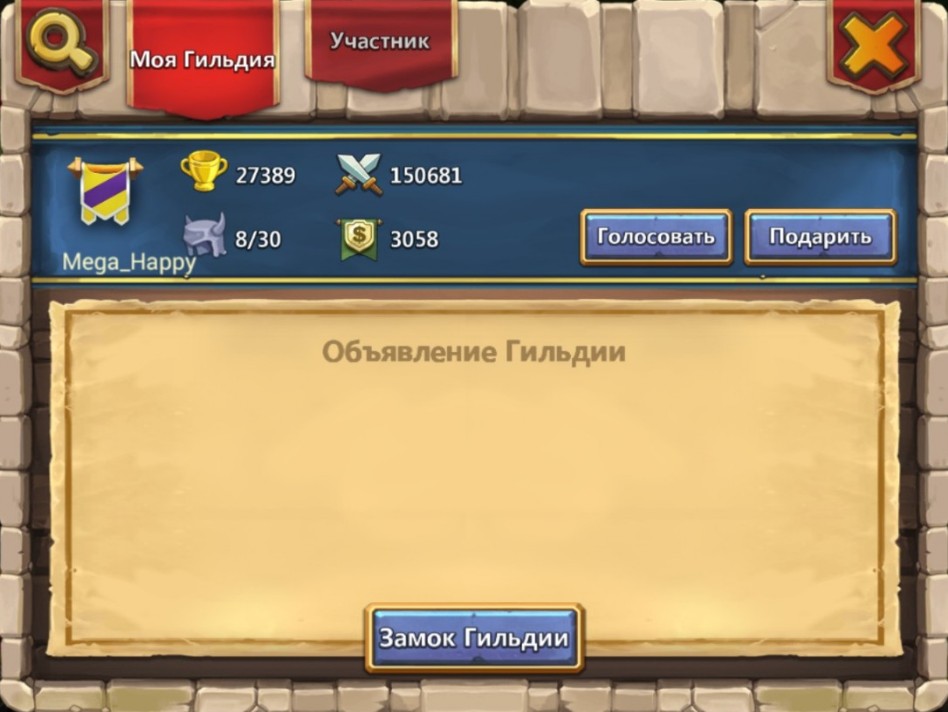 Моя Гильдия
Участник
27389
150681
8/30
3058
Mega_Happy
Голосовать
Подарить
Объявление Гильдии
Замок Гильдии